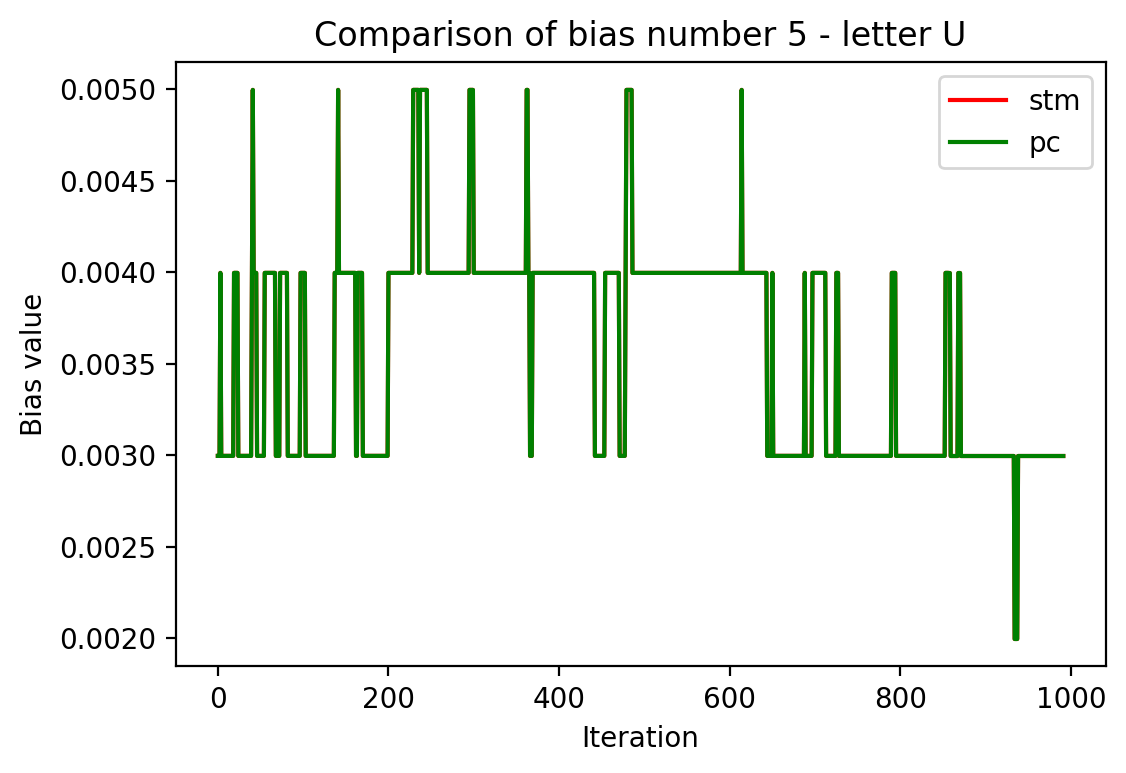 Comparison of bias number 5 - letter U
0.0050
0.0045
0.0040
0.0035
0.0030
0.0025
0.0020
Bias value
stm
pc
0 200 400 600 800 1000
Iteration